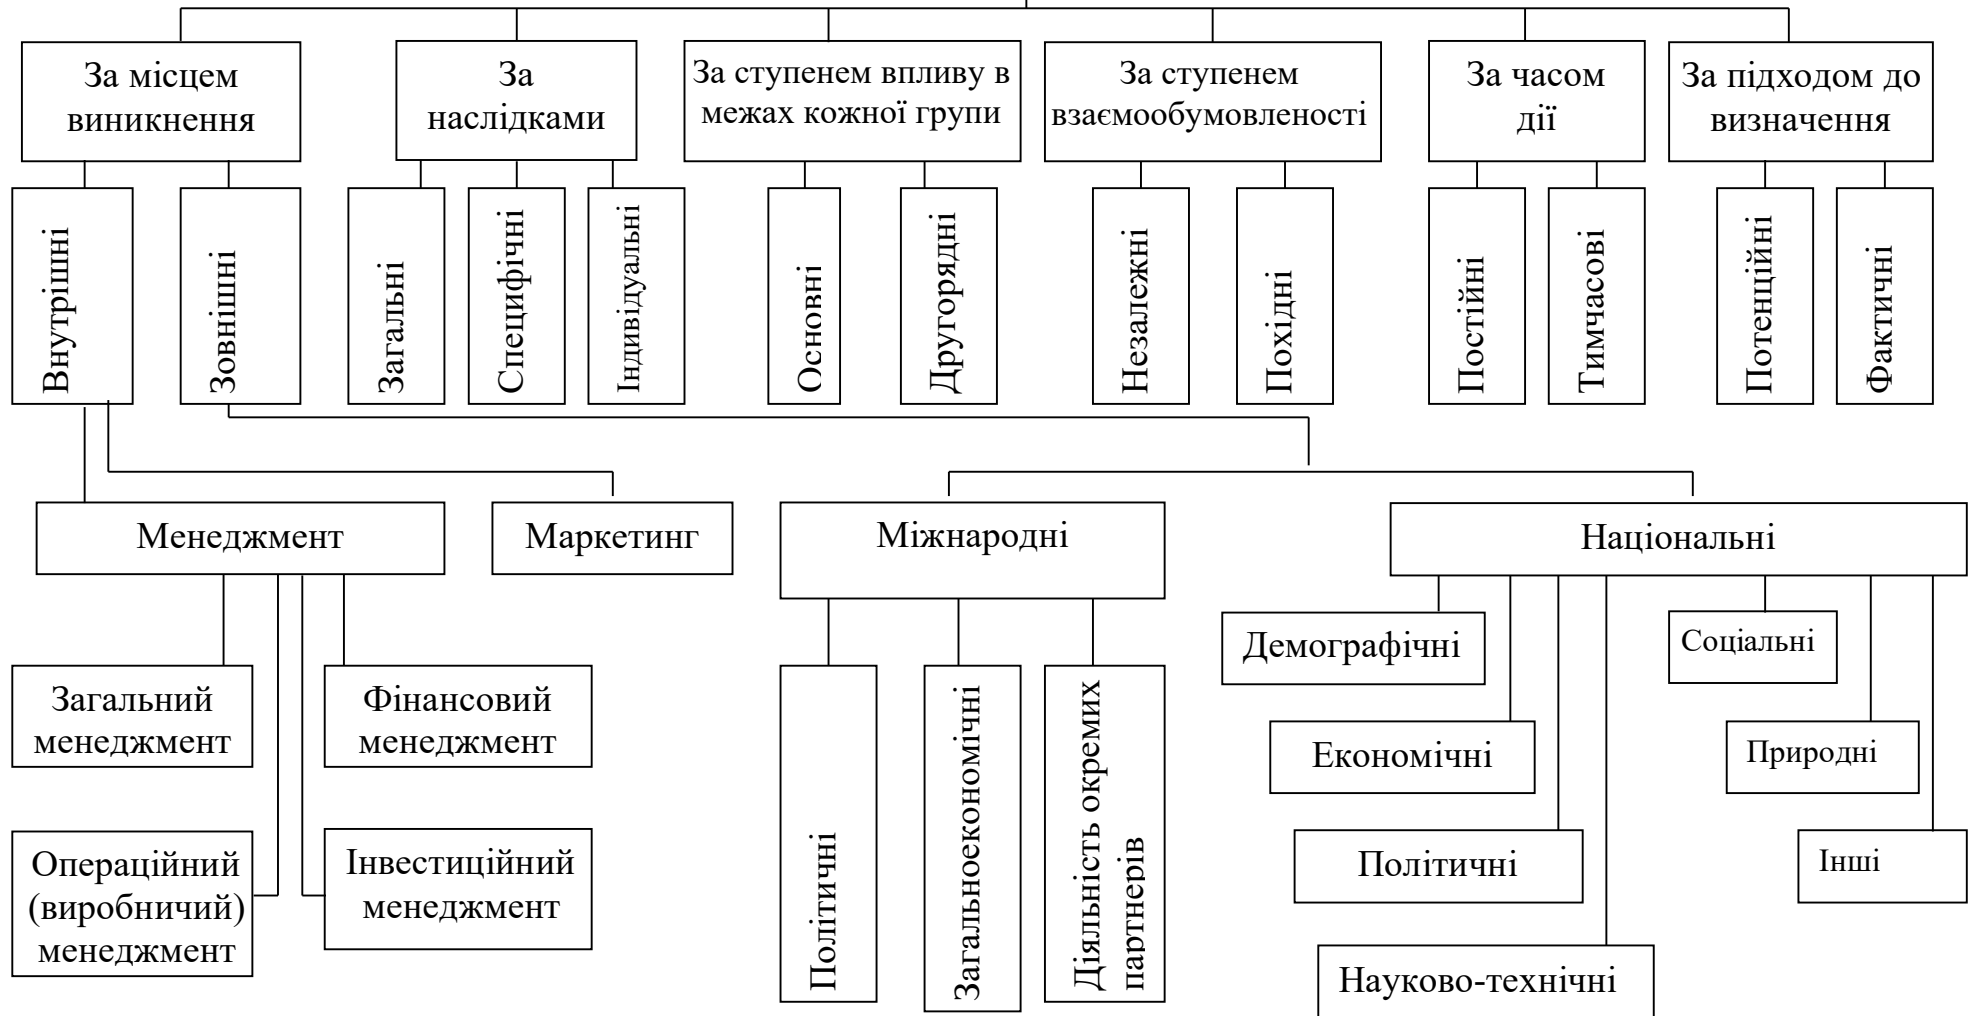 За місцем
виникнення
За
наслідками
За ступенем впливу в
межах кожної групи
За ступенем
взаємообумовленості
За часом
дії
За підходом до
визначення
Внутрішні
Зовнішні
Загальні
Специфічні
Індивідуальні
Основні
Другорядні
Незалежні
Похідні
Постійні
Тимчасові
Потенційні
Фактичні
Менеджмент
Маркетинг
Міжнародні
Національні
Загальний
менеджмент
Фінансовий
менеджмент
Операційний
(виробничий)
менеджмент
Інвестиційний
менеджмент
Політичні
Загальноекономічні
Діяльність окремих
партнерів
Демографічні
Соціальні
Економічні
Природні
Політичні
Інші
Науково-технічні